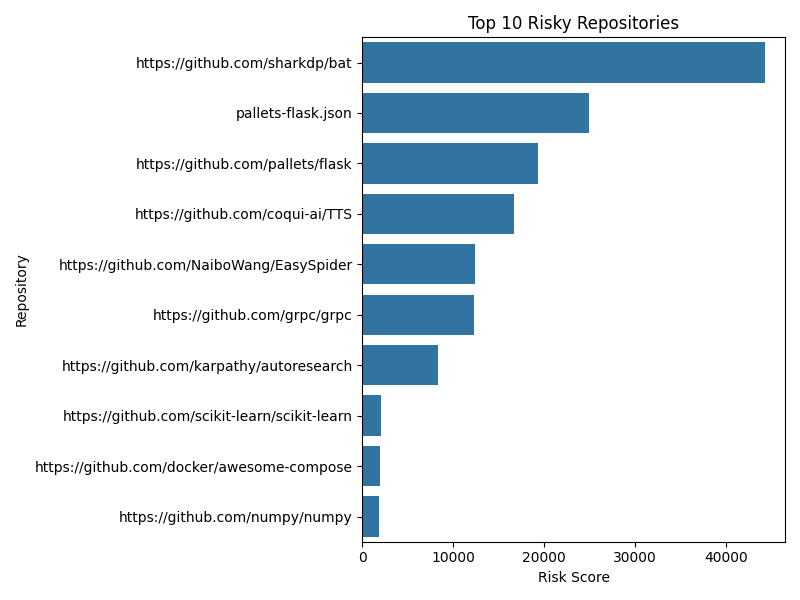 Top 10 Risky Repositories
https://github.com/sharkdp/bat
pallets-flask.json
https://github.com/pallets/flask
https://github.com/coqui-ai/TTS
https://github.com/NaiboWang/EasySpider
https://github.com/grpc/grpc
https://github.com/karpathy/autoresearch
https://github.com/scikit-learn/scikit-learn
https://github.com/docker/awesome-compose
https://github.com/numpy/numpy
Repository
0 10000 20000 30000 40000
Risk Score